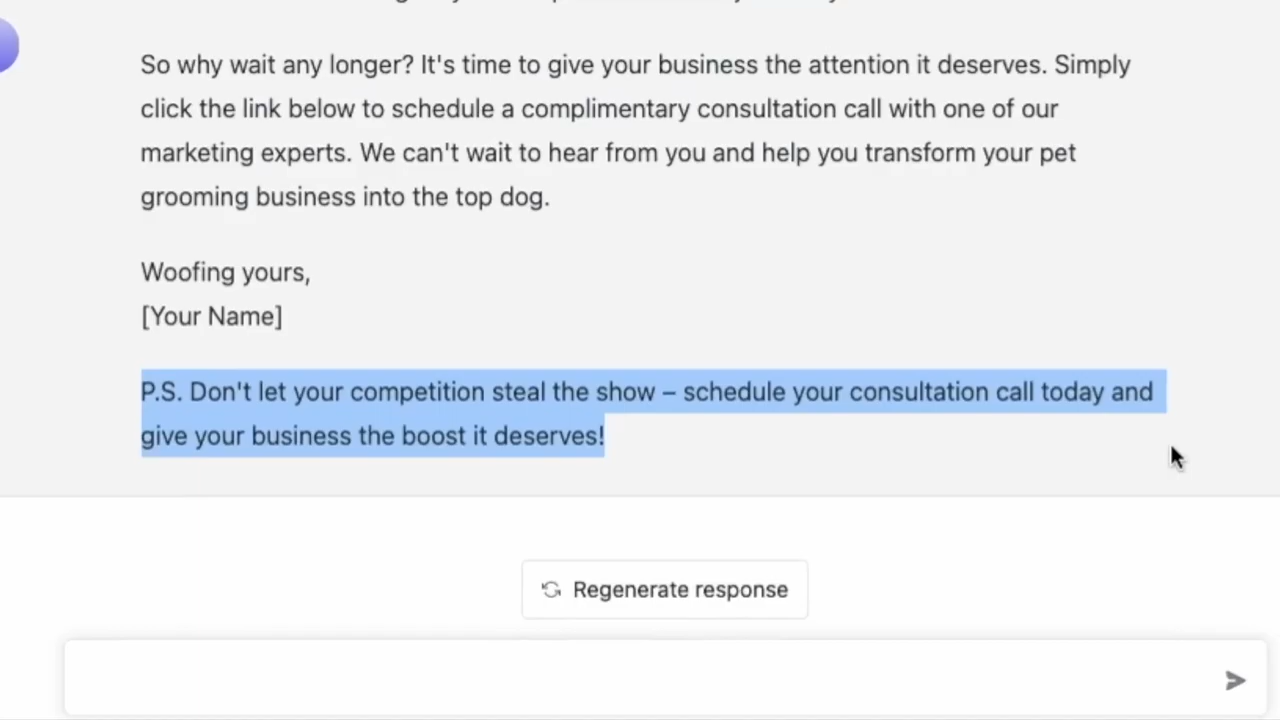 So why wait any longer? It's time to give your business the attention it deserves. Simply
click the link below to schedule a complimentary consultation call with one of our
marketing experts. We can't wait to hear from you and help you transform your pet
grooming business into the top dog.
Woofing yours,
[Your Name]
P.S. Don't let your competition steal the show – schedule your consultation call today and
give your business the boost it deserves!
Regenerate response